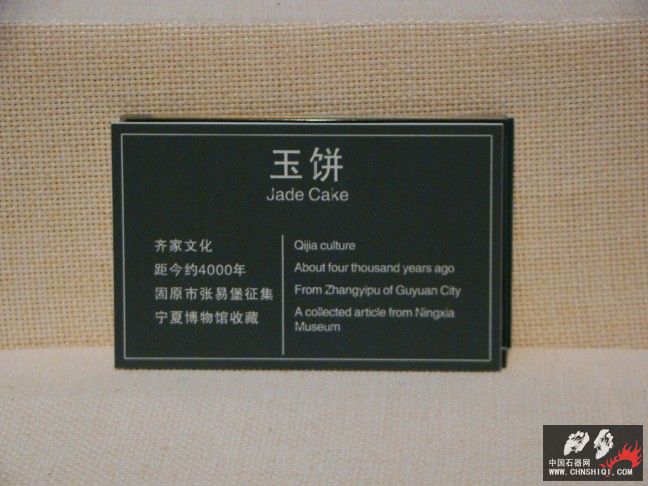 玉饼
Jade Cake
齐家文化
距今约4000年
固原市张易堡征集
宁夏博物馆收藏
Qijia culture
About four thousand years ago
From Zhangyipu of Guyuan City
A collected article from Ningxia
Museum
中国石器网
WWW.CHNSHIQI.COM